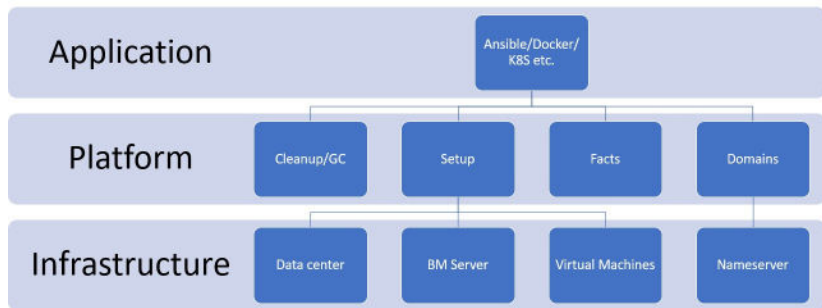 Application
Ansible/Docker/
K8S etc.
Platform
Cleanup/GC
Setup
Facts
Domains
Infrastructure
Data center
BM Server
Virtual Machines
Nameserver